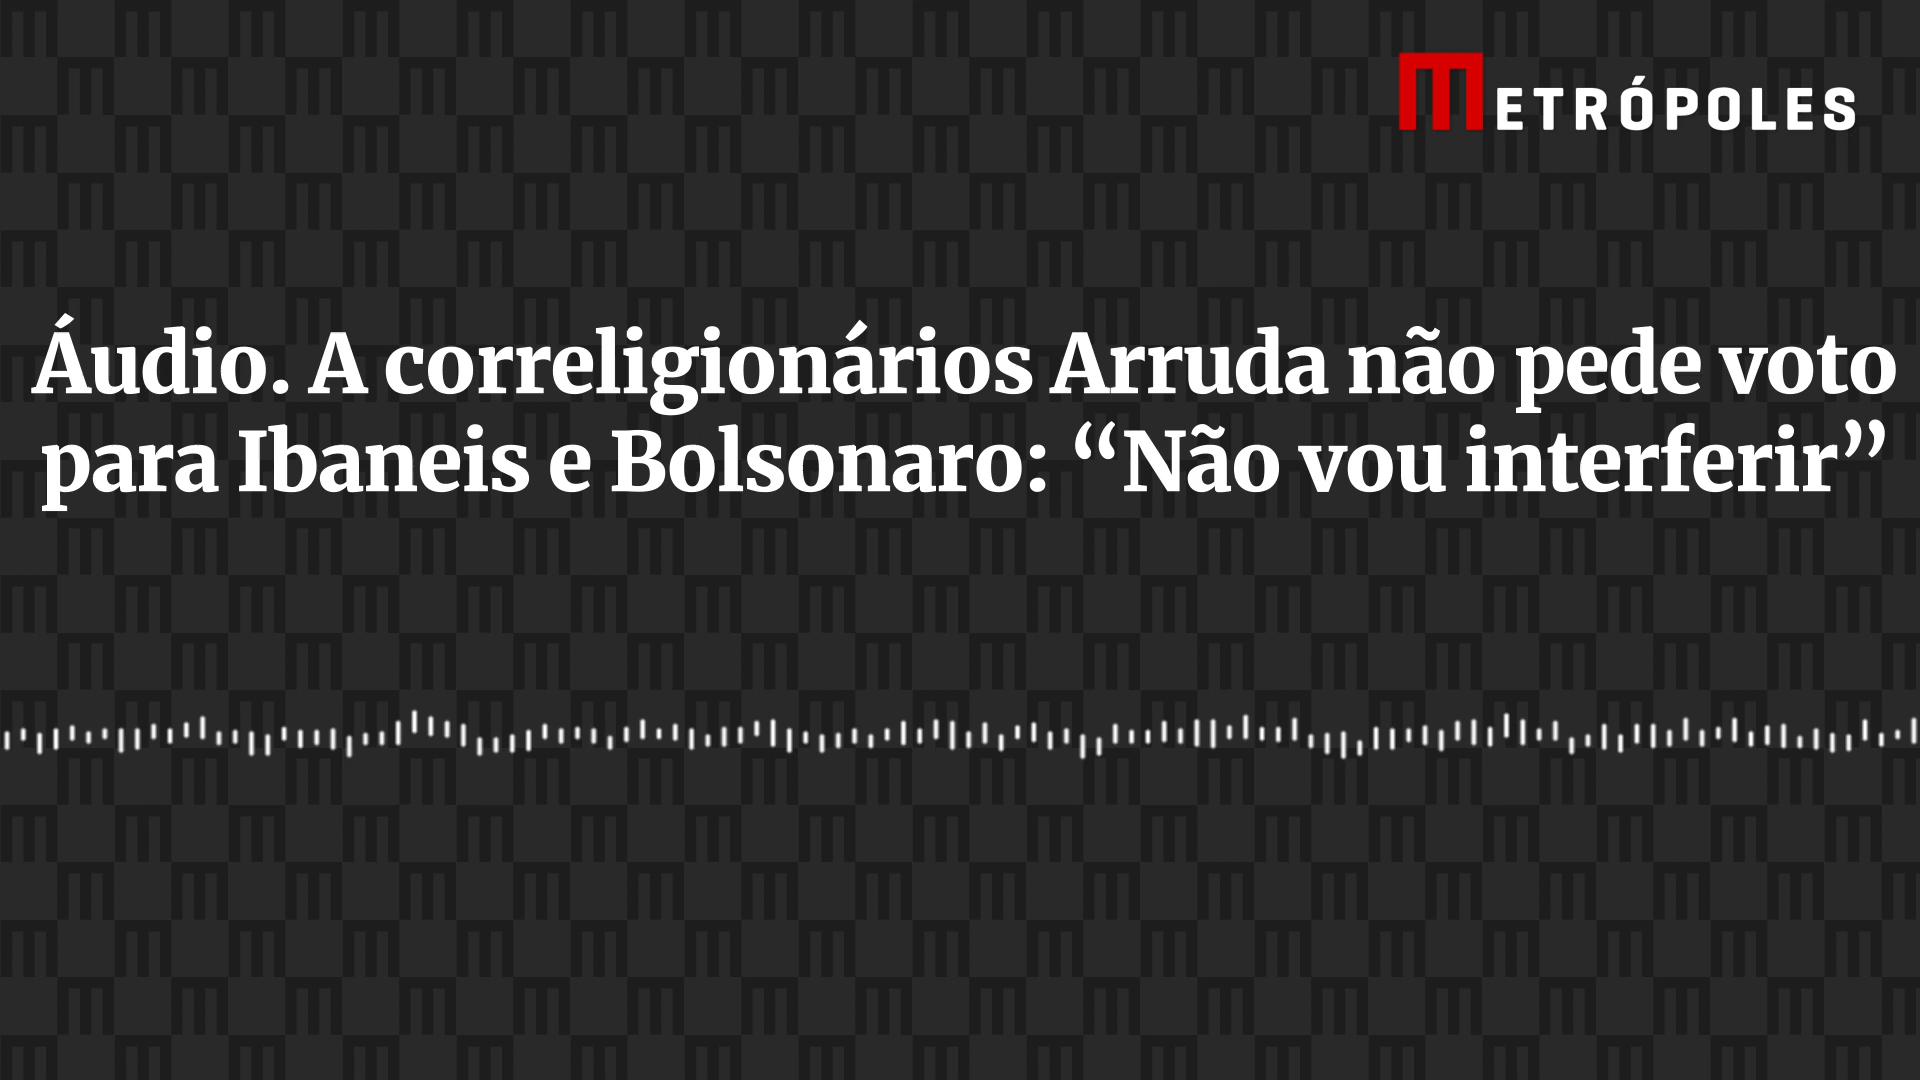 METRÓPOLES
Áudio. A correligionários Arruda não pede voto
para Ibaneis e Bolsonaro: “Não vou interferir”